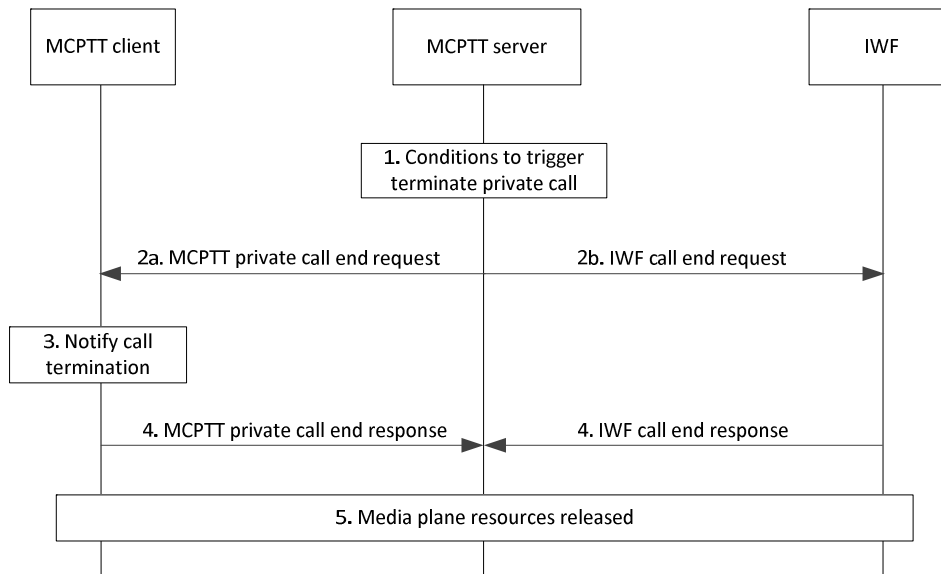 MCPTT client
MCPTT server
IWF
1. Conditions to trigger
terminate private call
2a. MCPTT private call end request
2b. IWF call end request
3. Notify call
termination
4. MCPTT private call end response
4. IWF call end response
5. Media plane resources released